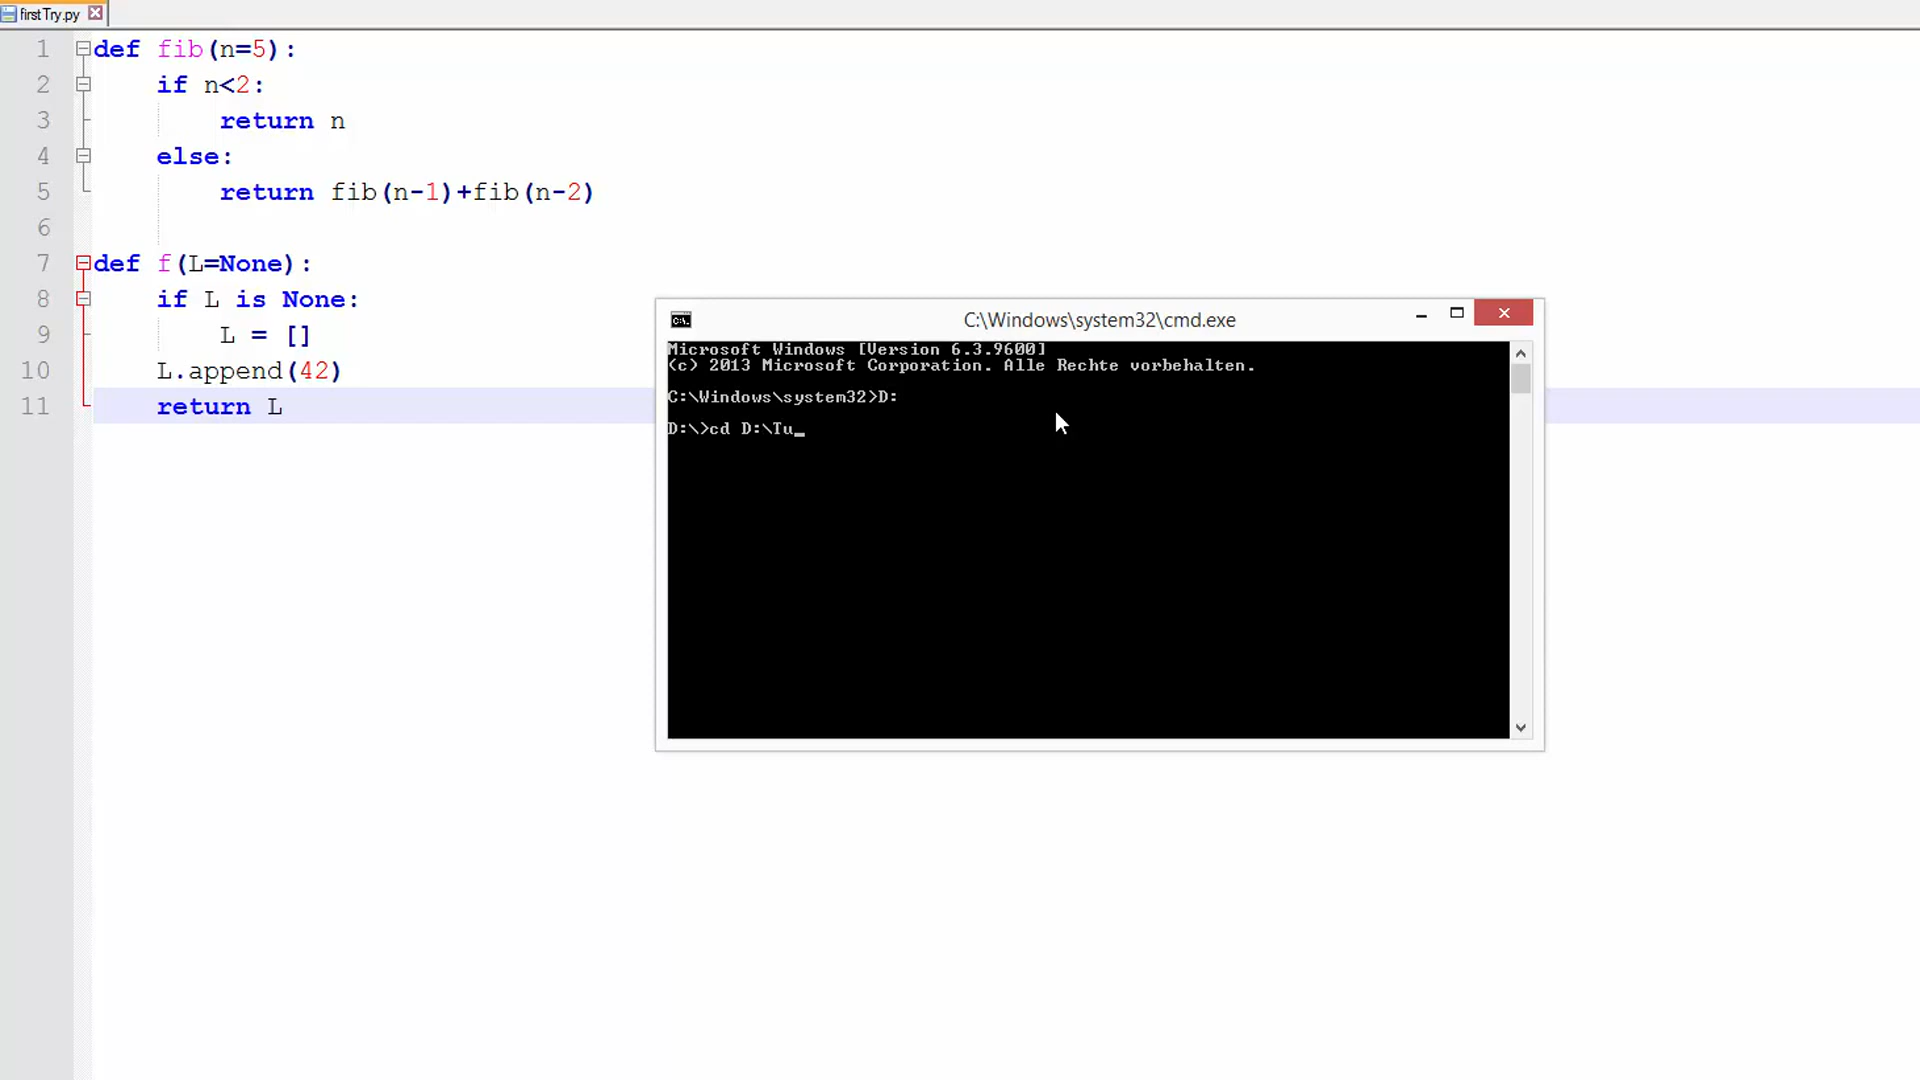 firstTry.py
1 def fib(n=5):
2 if n<2:
3 return n
4 else:
5 return fib(n-1)+fib(n-2)
6
7 def f(L=None):
8 if L is None:
9 L = []
10 L.append(42)
11 return L
C:\Windows\system32\cmd.exe
Microsoft Windows [Version 6.3.9600]
(c) 2013 Microsoft Corporation. Alle Rechte vorbehalten.
C:\Windows\system32>D:
D:\>cd D:\Tu_